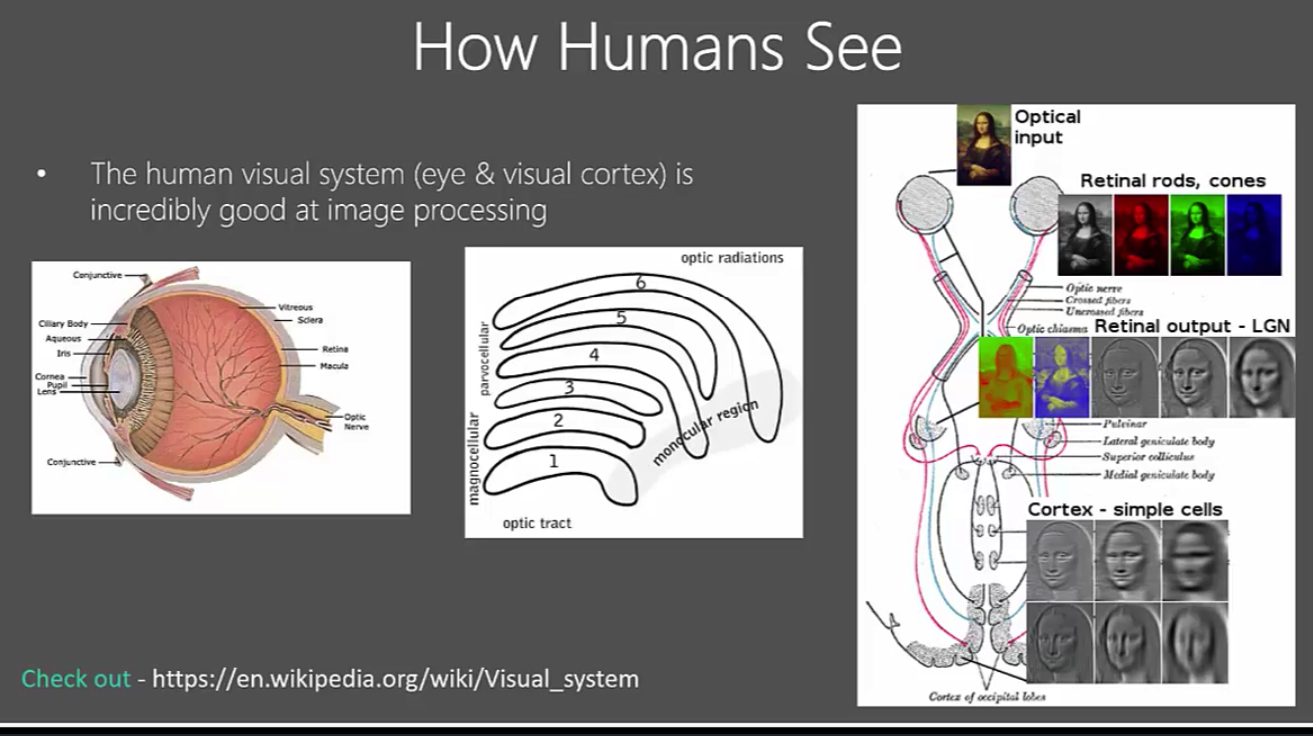 How Humans See
• The human visual system (eye & visual cortex) is
incredibly good at image processing
Conjunctive
Ciliary Body
Aqueous
Iris
Cornea
Pupil
Lens
Conjunctive
Vitreous
Sclera
Retina
Macula
Optic
Nerve
optic radiations
6
5
4
3
2
1
parvocellular
magnocellular
monocular region
optic tract
Optical
input
Retinal rods, cones
Optic nerve
Crossed fibers
Uncrossed fibers
Optic chiasma
Retinal output - LGN
Pulvinar
Lateral geniculate body
Superior colliculus
Medial geniculate body
Cortex - simple cells
Cortex of occipital lobes
Check out - https://en.wikipedia.org/wiki/Visual_system